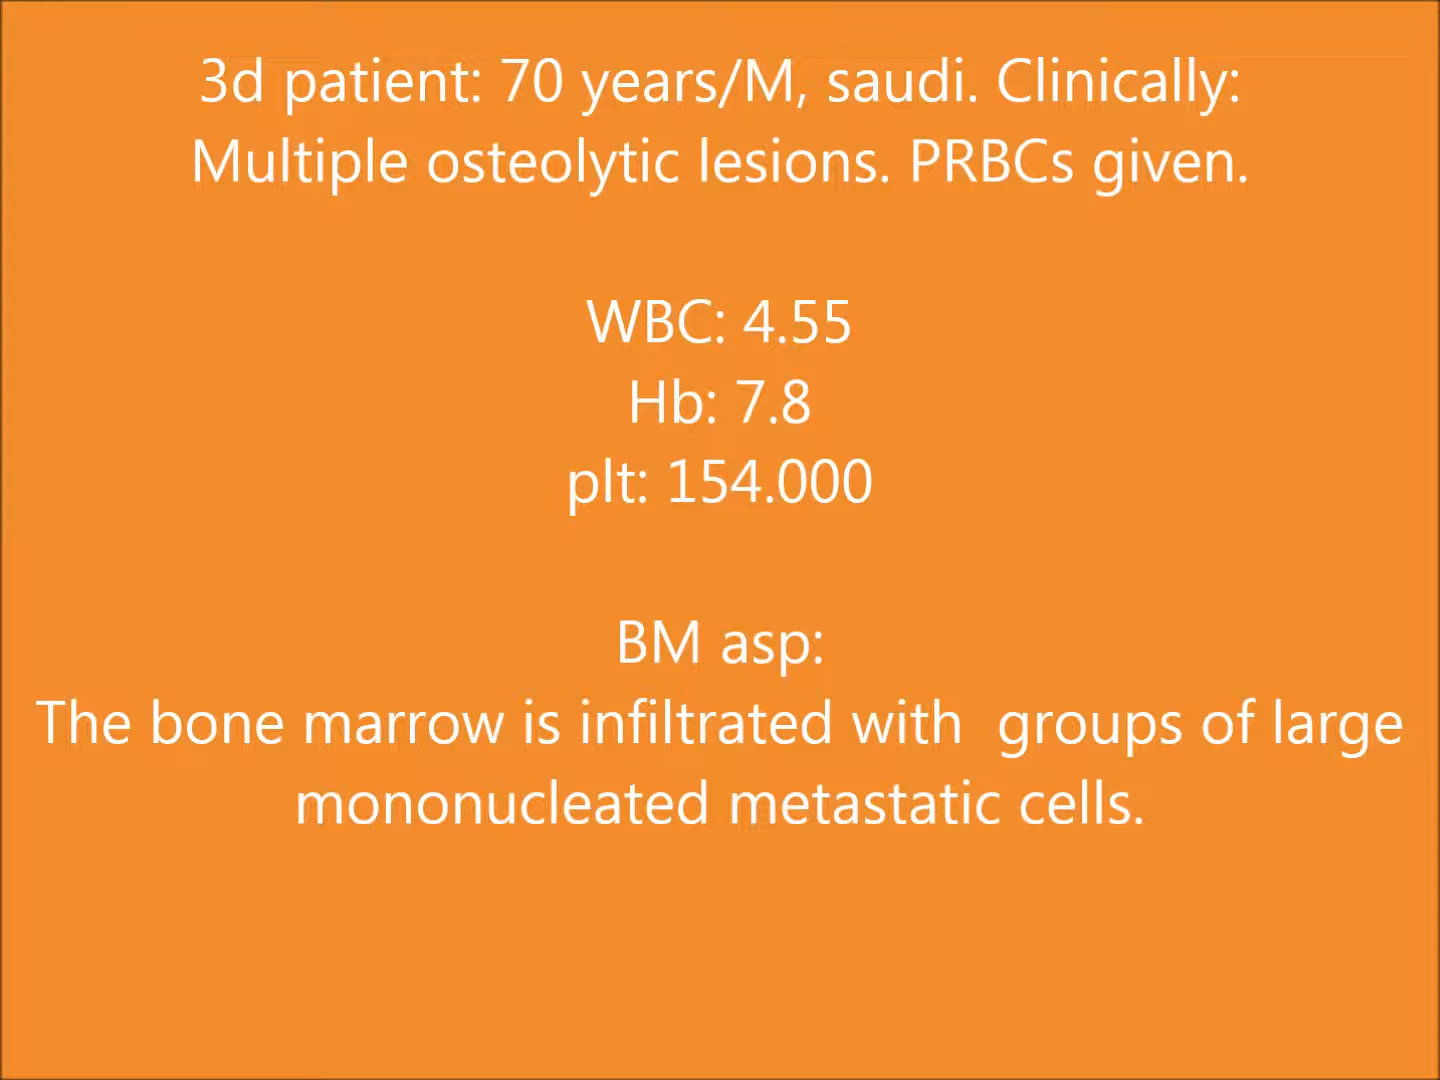 3d patient: 70 years/M, saudi. Clinically:
Multiple osteolytic lesions. PRBCs given.
WBC: 4.55
Hb: 7.8
plt: 154.000
BM asp:
The bone marrow is infiltrated with  groups of large
mononucleated metastatic cells.